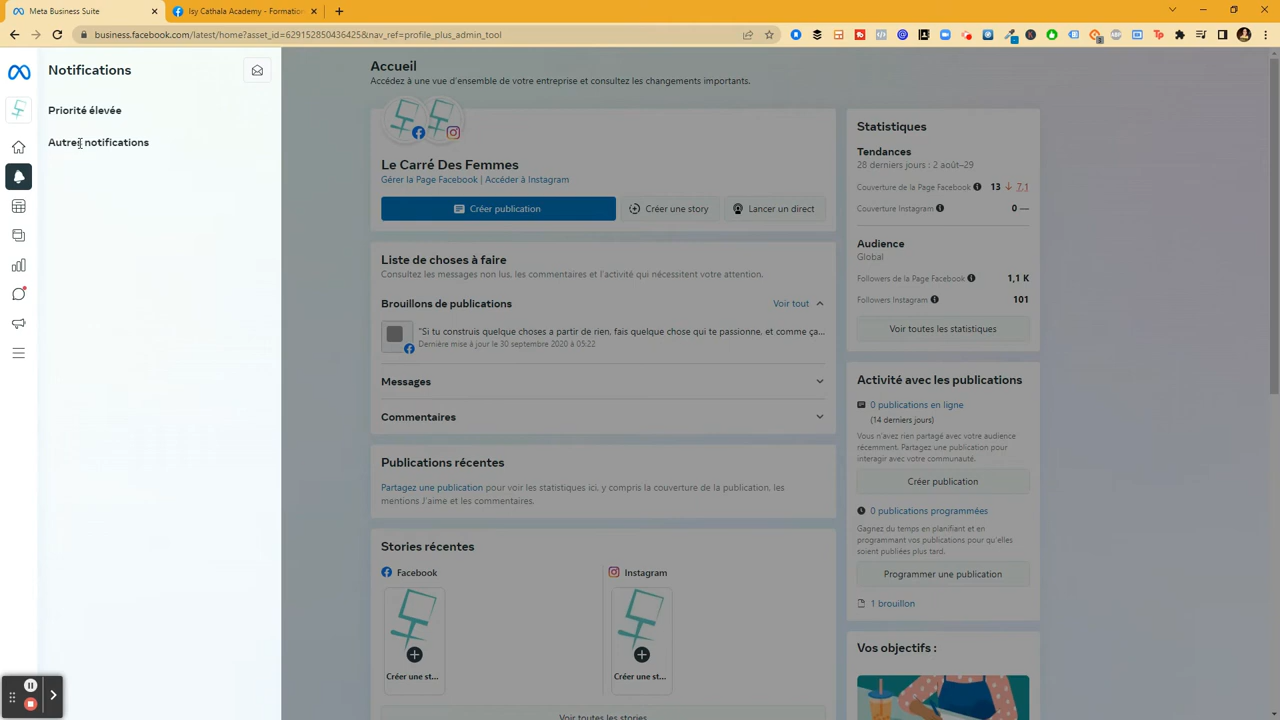 Meta Business Suite
Isy Cathala Academy - Formation
business.facebook.com/latest/home?asset_id=629152850436425&nav_ref=profile_plus_admin_tool
Notifications
Priorité élevée
Autres notifications
Accueil
Accédez à une vue d'ensemble de votre entreprise et consultez les changements importants.
Le Carré Des Femmes
Gérer la Page Facebook | Accéder à Instagram
Créer publication
Créer une story
Lancer un direct
Liste de choses à faire
Consultez les messages non lus, les commentaires et l'activité qui nécessitent votre attention.
Brouillons de publications
Voir tout
"Si tu construis quelque choses a partir de rien, fais quelque chose qui te passionne, et comme ça...
Dernière mise à jour le 30 septembre 2020 à 05:22
Messages
Commentaires
Publications récentes
Partagez une publication pour voir les statistiques ici, y compris la couverture de la publication, les
mentions J'aime et les commentaires.
Stories récentes
Facebook
Créer une st...
Instagram
Créer une st...
Voir toutes les stories
Statistiques
Tendances
28 derniers jours : 2 août–29
Couverture de la Page Facebook 13 ↓ 7,1
Couverture Instagram 0 —
Audience
Global
Followers de la Page Facebook 1,1 K
Followers Instagram 101
Voir toutes les statistiques
Activité avec les publications
0 publications en ligne
(14 derniers jours)
Vous n'avez rien partagé avec votre audience
récemment. Partagez une publication pour
interagir avec votre communauté.
Créer publication
0 publications programmées
Gagnez du temps en planifiant et en
programmant vos publications pour qu'elles
soient publiées plus tard.
Programmer une publication
1 brouillon
Vos objectifs :